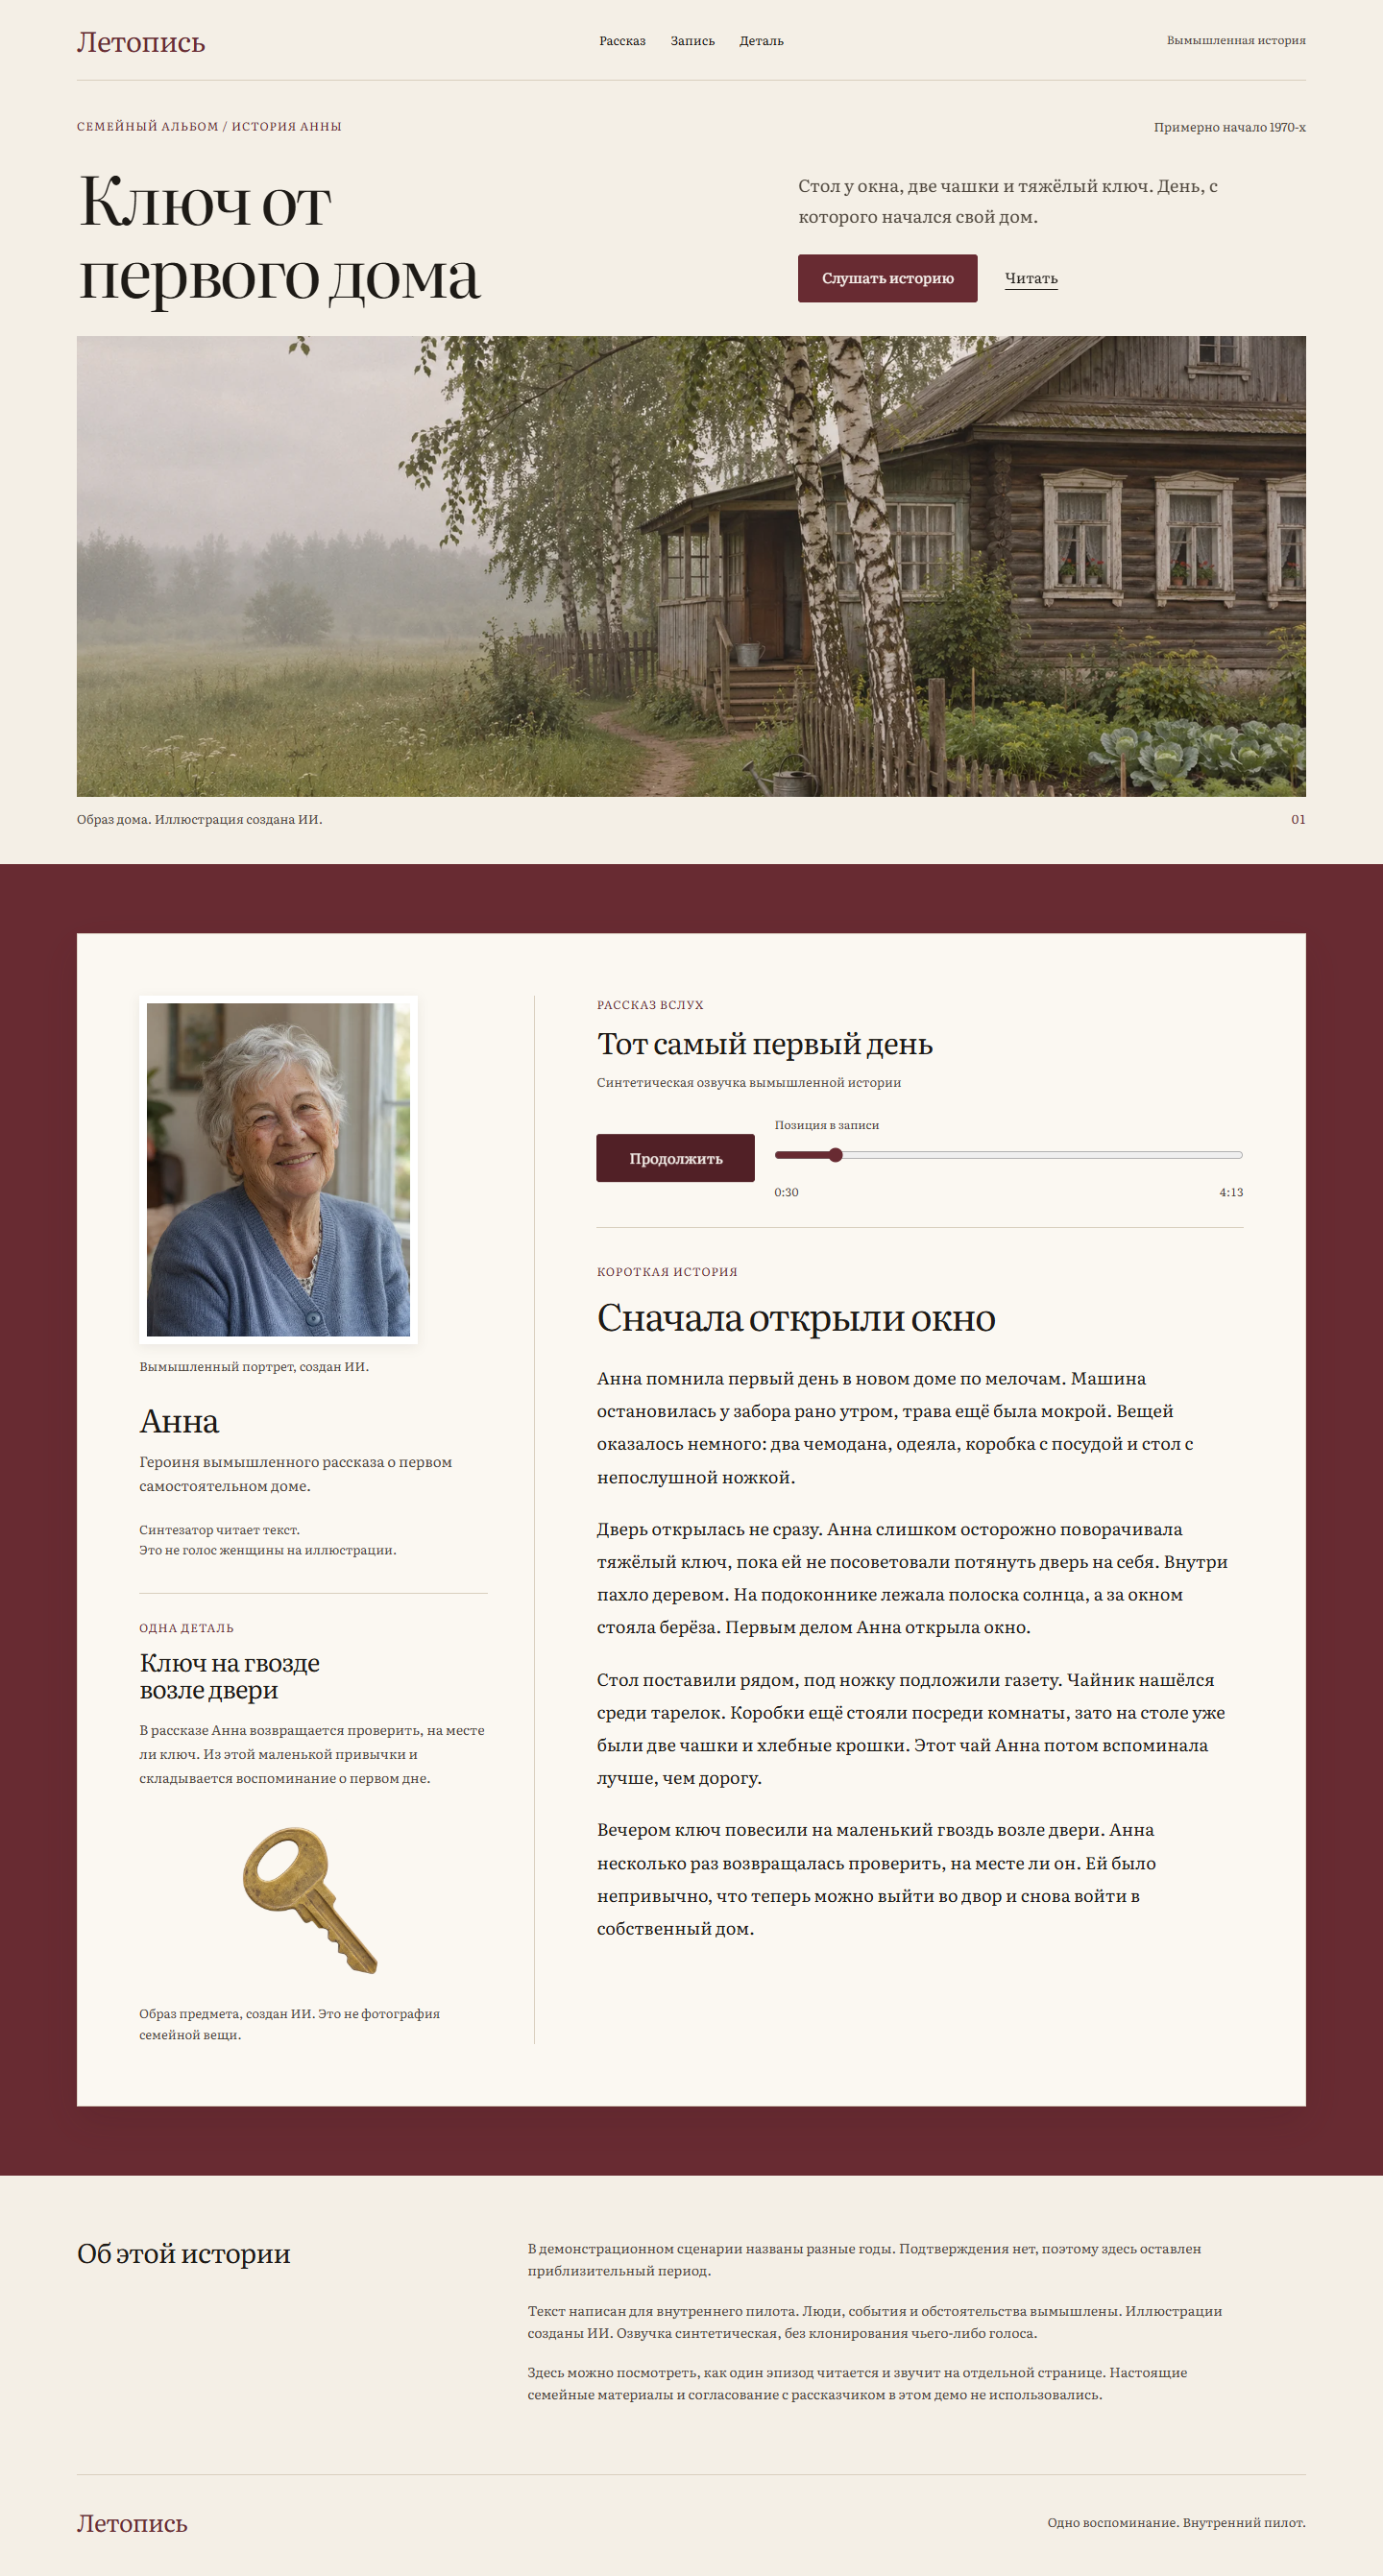 Летопись
Рассказ Запись Деталь
Вымышленная история
СЕМЕЙНЫЙ АЛЬБОМ / ИСТОРИЯ АННЫ
Примерно начало 1970-х
Ключ от
первого дома
Стол у окна, две чашки и тяжёлый ключ. День, с
которого начался свой дом.
Слушать историю
Читать
Образ дома. Иллюстрация создана ИИ.
01
Вымышленный портрет, создан ИИ.
Анна
Героиня вымышленного рассказа о первом
самостоятельном доме.
Синтезатор читает текст.
Это не голос женщины на иллюстрации.
ОДНА ДЕТАЛЬ
Ключ на гвозде
возле двери
В рассказе Анна возвращается проверить, на месте
ли ключ. Из этой маленькой привычки и
складывается воспоминание о первом дне.
Образ предмета, создан ИИ. Это не фотография
семейной вещи.
РАССКАЗ ВСЛУХ
Тот самый первый день
Синтетическая озвучка вымышленной истории
Продолжить
Позиция в записи
0:30
4:13
КОРОТКАЯ ИСТОРИЯ
Сначала открыли окно
Анна помнила первый день в новом доме по мелочам. Машина
остановилась у забора рано утром, трава ещё была мокрой. Вещей
оказалось немного: два чемодана, одеяла, коробка с посудой и стол с
непослушной ножкой.
Дверь открылась не сразу. Анна слишком осторожно поворачивала
тяжёлый ключ, пока ей не посоветовали потянуть дверь на себя. Внутри
пахло деревом. На подоконнике лежала полоска солнца, а за окном
стояла берёза. Первым делом Анна открыла окно.
Стол поставили рядом, под ножку подложили газету. Чайник нашёлся
среди тарелок. Коробки ещё стояли посреди комнаты, зато на столе уже
были две чашки и хлебные крошки. Этот чай Анна потом вспоминала
лучше, чем дорогу.
Вечером ключ повесили на маленький гвоздь возле двери. Анна
несколько раз возвращалась проверить, на месте ли он. Ей было
непривычно, что теперь можно выйти во двор и снова войти в
собственный дом.
Об этой истории
В демонстрационном сценарии названы разные годы. Подтверждения нет, поэтому здесь оставлен
приблизительный период.
Текст написан для внутреннего пилота. Люди, события и обстоятельства вымышлены. Иллюстрации
созданы ИИ. Озвучка синтетическая, без клонирования чьего-либо голоса.
Здесь можно посмотреть, как один эпизод читается и звучит на отдельной странице. Настоящие
семейные материалы и согласование с рассказчиком в этом демо не использовались.
Летопись
Одно воспоминание. Внутренний пилот.